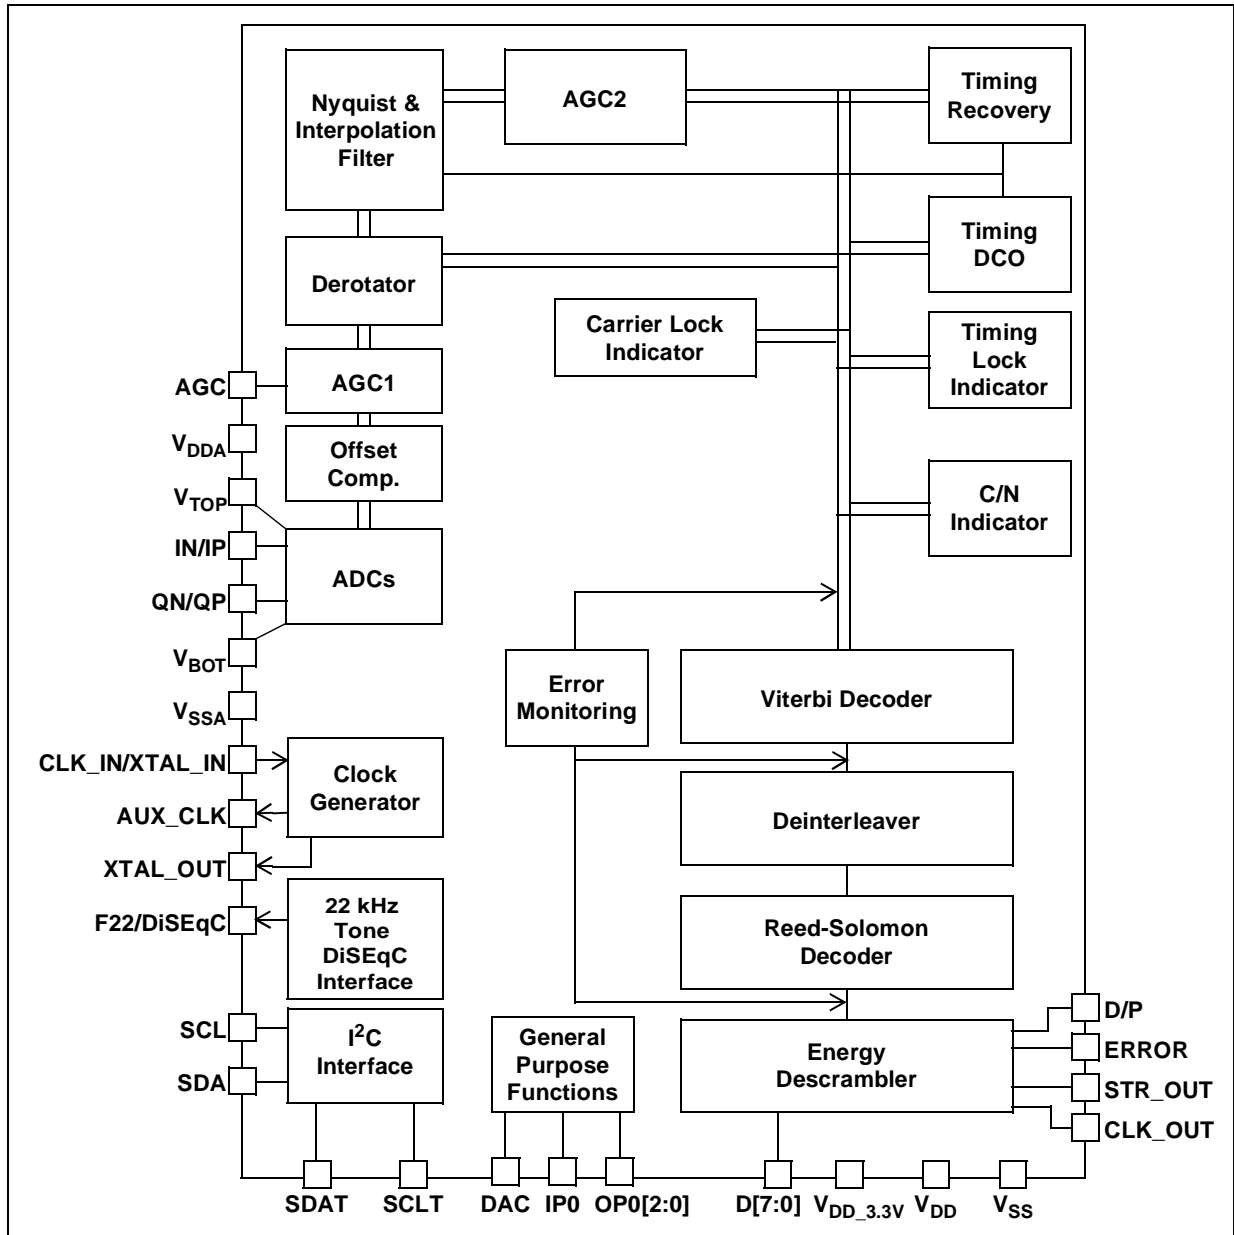 Nyquist &
Interpolation
Filter
AGC2
Timing
Recovery
Derotator
Timing
DCO
Carrier Lock
Indicator
Timing
Lock
Indicator
AGC
AGC1
VDDA
Offset
Comp.
VTOP
C/N
Indicator
IN/IP
ADCs
QN/QP
VBOT
Error
Monitoring
Viterbi Decoder
VSSA
CLK_IN/XTAL_IN
Clock
Generator
AUX_CLK
Deinterleaver
XTAL_OUT
F22/DiSEqC
22 kHz
Tone
DiSEqC
Interface
Reed-Solomon
Decoder
SCL
I2C
Interface
SDA
General
Purpose
Functions
Energy
Descrambler
D/P
ERROR
STR_OUT
CLK_OUT
SDAT
SCLT
DAC
IP0
OP0[2:0]
D[7:0]
VDD_3.3V
VDD
VSS